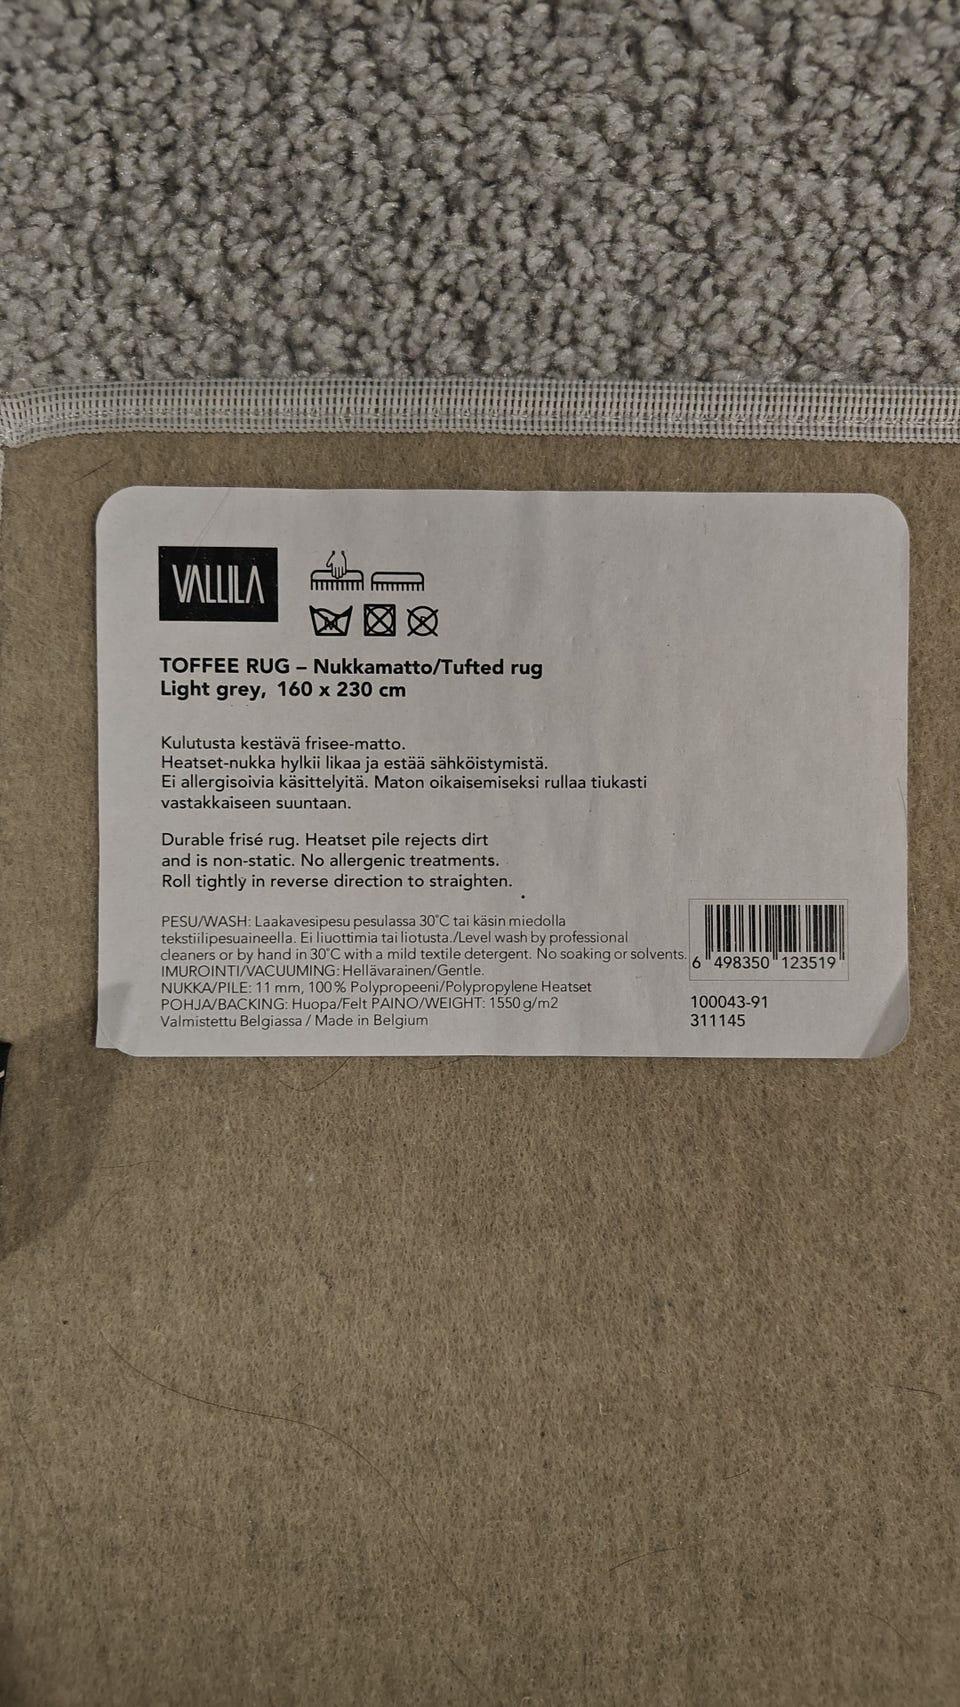 VALLILA
TOFFEE RUG – Nukkamatto/Tufted rug
Light grey, 160 x 230 cm
Kulutusta kestävä frisee-matto.
Heatset-nukka hylkii likaa ja estää sähköistymistä.
Ei allergisoivia käsittelyitä. Maton oikaisemiseksi rullaa tiukasti
vastakkaiseen suuntaan.
Durable frisé rug. Heatset pile rejects dirt
and is non-static. No allergenic treatments.
Roll tightly in reverse direction to straighten.
PESU/WASH: Laakavesipesu pesulassa 30°C tai käsin miedolla
tekstiilipesuaineella. Ei liuottimia tai liotusta./Level wash by professional
cleaners or by hand in 30°C with a mild textile detergent. No soaking or solvents.
IMUROINTI/VACUUMING: Hellävarainen/Gentle.
NUKKA/PILE: 11 mm, 100 % Polypropeeni/Polypropylene Heatset
POHJA/BACKING: Huopa/Felt PAINO/WEIGHT: 1550 g/m2
Valmistettu Belgiassa / Made in Belgium
6 498350 123519
100043-91
311145